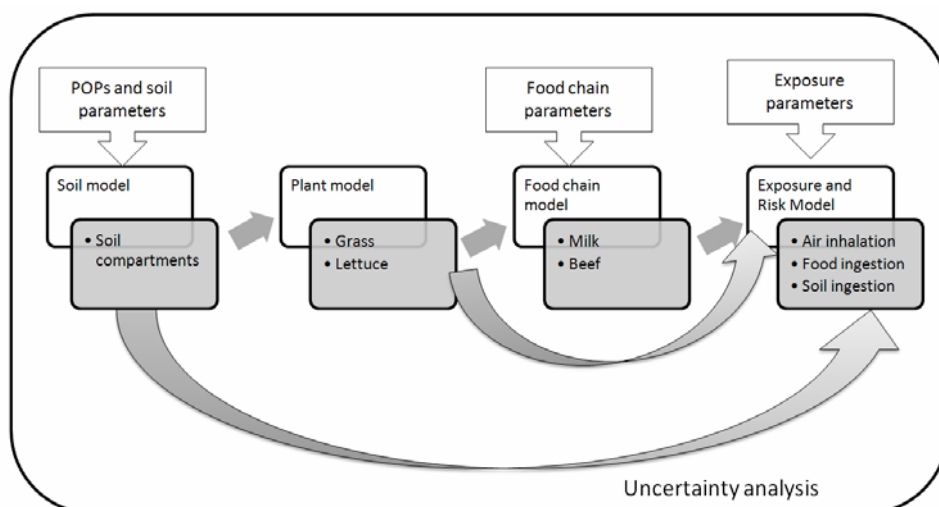 POPs and soil
parameters
Food chain
parameters
Exposure
parameters
Soil model
• Soil
compartments
Plant model
• Grass
• Lettuce
Food chain
model
• Milk
• Beef
Exposure and
Risk Model
• Air inhalation
• Food ingestion
• Soil ingestion
Uncertainty analysis